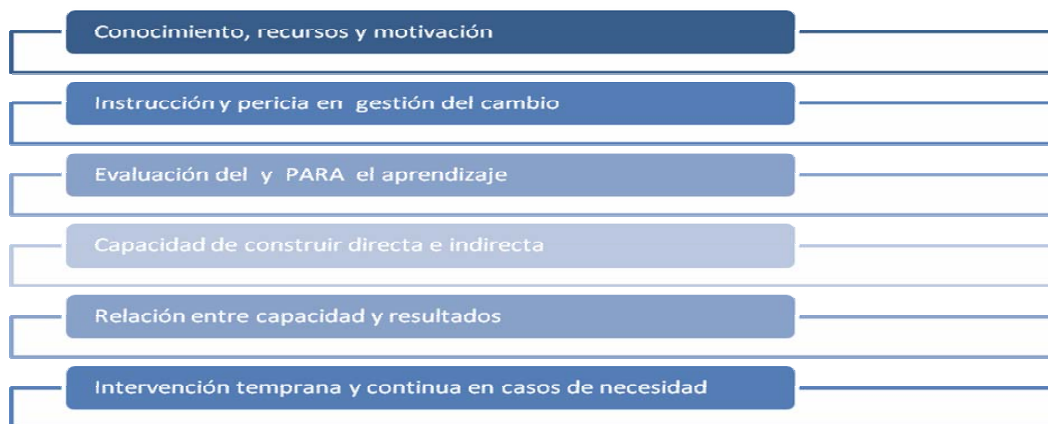 Conocimiento, recursos y motivación
Instrucción y pericia en gestión del cambio
Evaluación del y PARA el aprendizaje
Capacidad de construir directa e indirecta
Relación entre capacidad y resultados
Intervención temprana y continua en casos de necesidad